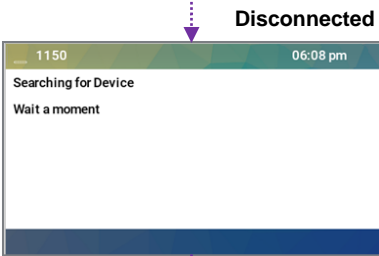 Disconnected
1150 06:08 pm
Searching for Device
Wait a moment